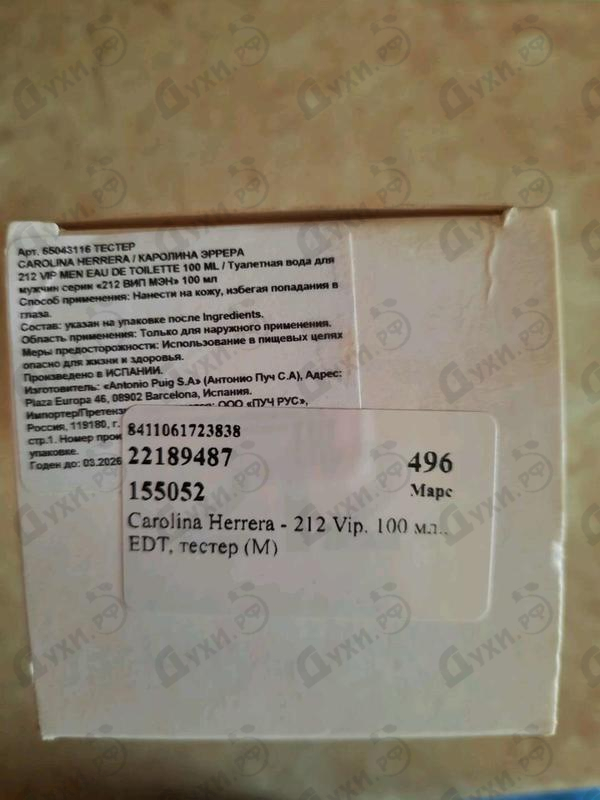 Арт. 65043116 ТЕСТЕР
CAROLINA HERRERA / КАРОЛИНА ЭРРЕРА
212 VIP MEN EAU DE TOILETTE 100 ML / Туалетная вода для
мужчин серии «212 ВИП МЭН» 100 мл
Способ применения: Нанести на кожу, избегая попадания в
глаза.
Состав: указан на упаковке после Ingredients.
Область применения: Только для наружного применения.
Меры предосторожности: Использование в пищевых целях
опасно для жизни и здоровья.
Произведено в ИСПАНИИ.
Изготовитель: «Antonio Puig S.A» (Антонио Пуч С.А), Адрес:
Plaza Europa 46, 08902 Barcelona, Испания.
Импортер/Претенз ООО «ПУЧ РУС»,
Россия, 119180, г.
стр.1. Номер прои
упаковке.
Годен до: 03.2026
8411061723838
22189487
496
155052
Марс
Carolina Herrera - 212 Vip. 100 мл..
EDT, тестер (M)
ДУХИ.РФ